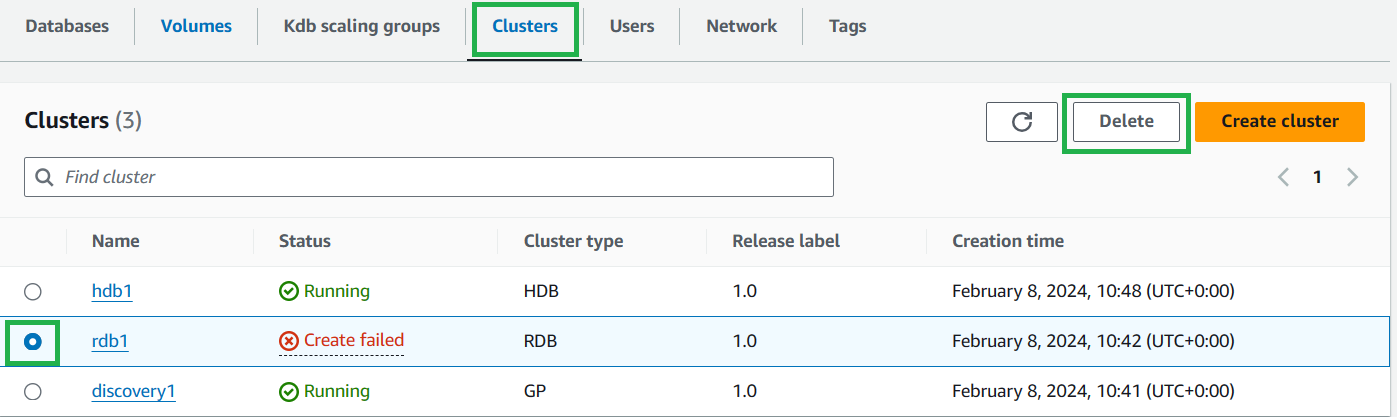 Databases Volumes Kdb scaling groups Clusters Users Network Tags
Clusters (3) Delete Create cluster
Find cluster 1
Name Status Cluster type Release label Creation time
hdb1 Running HDB 1.0 February 8, 2024, 10:48 (UTC+0:00)
rdb1 Create failed RDB 1.0 February 8, 2024, 10:42 (UTC+0:00)
discovery1 Running GP 1.0 February 8, 2024, 10:41 (UTC+0:00)